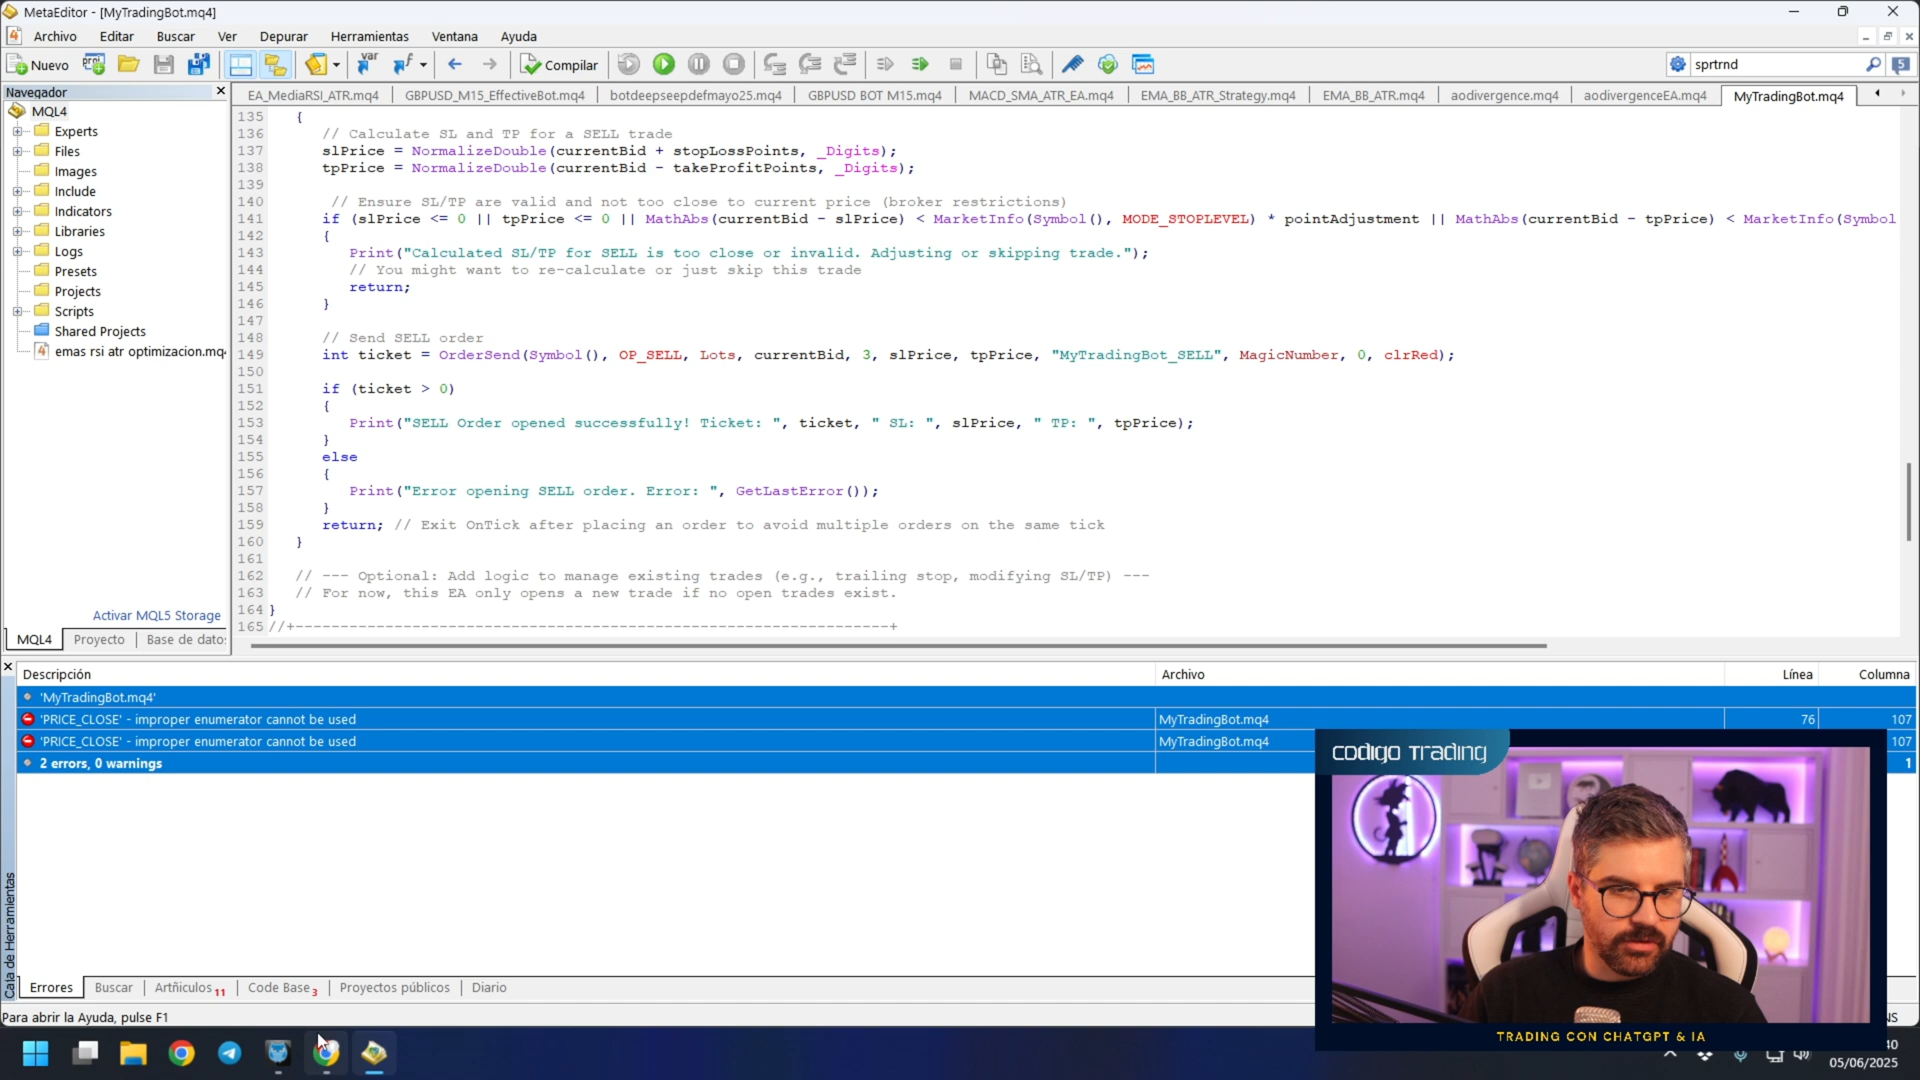 MetaEditor - [MyTradingBot.mq4]
Archivo Editar Buscar Ver Depurar Herramientas Ventana Ayuda
Nuevo Compilar sprtrnd
Navegador
MQL4
Experts
Files
Images
Include
Indicators
Libraries
Logs
Presets
Projects
Scripts
Shared Projects
emas rsi atr optimizacion.mq4
Activar MQL5 Storage
MQL4 Proyecto Base de datos
EA_MediaRSI_ATR.mq4 GBPUSD_M15_EffectiveBot.mq4 botdeepseepdefmayo25.mq4 GBPUSD BOT M15.mq4 MACD_SMA_ATR_EA.mq4 EMA_BB_ATR_Strategy.mq4 EMA_BB_ATR.mq4 aodivergence.mq4 aodivergenceEA.mq4 MyTradingBot.mq4
135 {
136 // Calculate SL and TP for a SELL trade
137 slPrice = NormalizeDouble(currentBid + stopLossPoints, _Digits);
138 tpPrice = NormalizeDouble(currentBid - takeProfitPoints, _Digits);
139
140 // Ensure SL/TP are valid and not too close to current price (broker restrictions)
141 if (slPrice <= 0 || tpPrice <= 0 || MathAbs(currentBid - slPrice) < MarketInfo(Symbol(), MODE_STOPLEVEL) * pointAdjustment || MathAbs(currentBid - tpPrice) < MarketInfo(Symbol
142 {
143 Print("Calculated SL/TP for SELL is too close or invalid. Adjusting or skipping trade.");
144 // You might want to re-calculate or just skip this trade
145 return;
146 }
147
148 // Send SELL order
149 int ticket = OrderSend(Symbol(), OP_SELL, Lots, currentBid, 3, slPrice, tpPrice, "MyTradingBot_SELL", MagicNumber, 0, clrRed);
150
151 if (ticket > 0)
152 {
153 Print("SELL Order opened successfully! Ticket: ", ticket, " SL: ", slPrice, " TP: ", tpPrice);
154 }
155 else
156 {
157 Print("Error opening SELL order. Error: ", GetLastError());
158 }
159 return; // Exit OnTick after placing an order to avoid multiple orders on the same tick
160 }
161
162 // --- Optional: Add logic to manage existing trades (e.g., trailing stop, modifying SL/TP) ---
163 // For now, this EA only opens a new trade if no open trades exist.
164 }
165 //+------------------------------------------------------------------+
Descripción Archivo Línea Columna
'MyTradingBot.mq4'
'PRICE_CLOSE' - improper enumerator cannot be used MyTradingBot.mq4 76 107
'PRICE_CLOSE' - improper enumerator cannot be used MyTradingBot.mq4 107
2 errors, 0 warnings 1
Caja de Herramientas
Errores Buscar Artñiculos 11 Code Base 3 Proyectos públicos Diario
Para abrir la Ayuda, pulse F1
CODIGO TRADING
TRADING CON CHATGPT & IA
40
05/06/2025